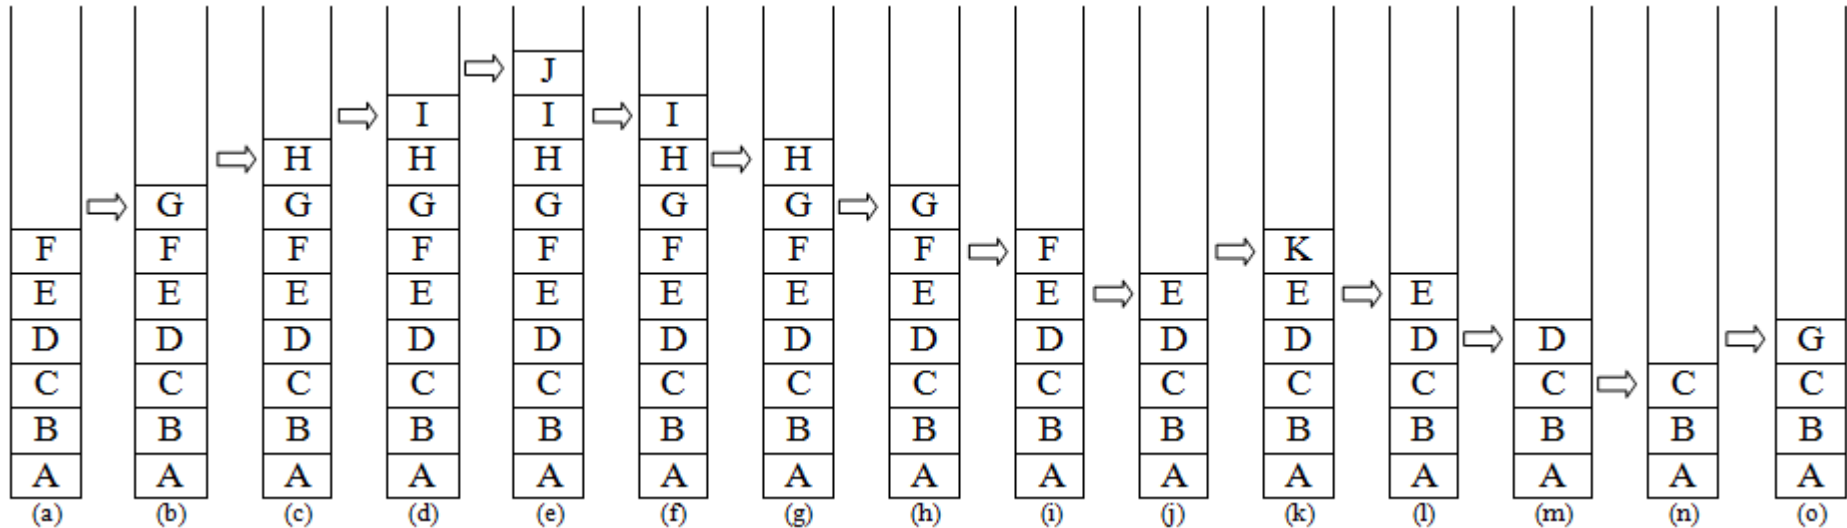 J
I I I
H H H H H
G G G G G G G
F F F F F F F F F K
E E E E E E E E E E E E
D D D D D D D D D D D D D G
C C C C C C C C C C C C C C C
B B B B B B B B B B B B B B B
A A A A A A A A A A A A A A A
(a) (b) (c) (d) (e) (f) (g) (h) (i) (j) (k) (l) (m) (n) (o)